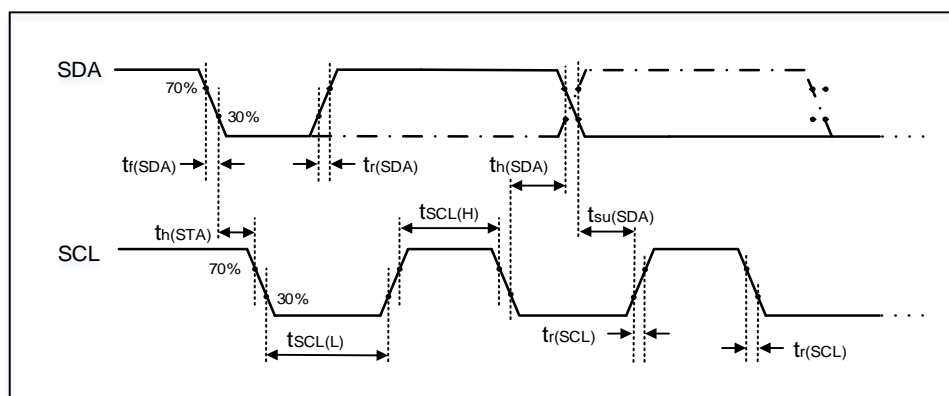 SDA
70%
30%
tf(SDA)
tr(SDA)
th(SDA)
th(STA)
tSCL(H)
tsu(SDA)
SCL
70%
30%
tSCL(L)
tr(SCL)
tr(SCL)